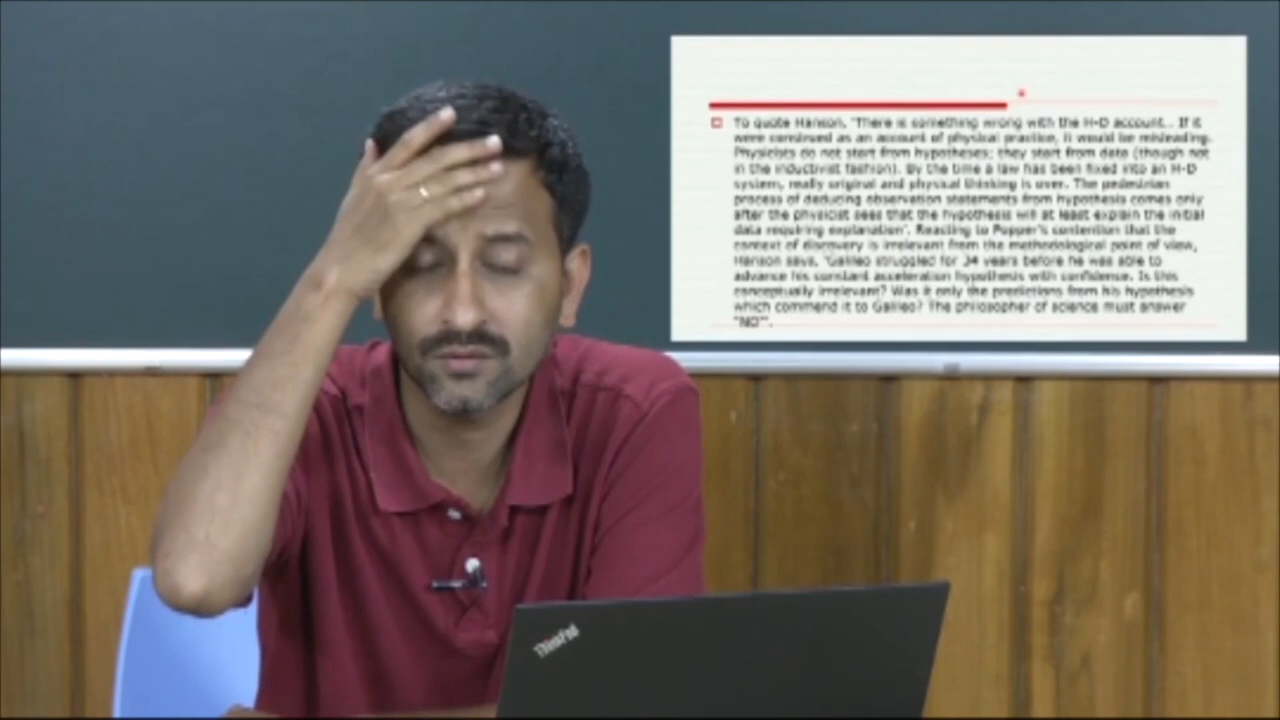 To quote Hanson, 'There is something wrong with the H-D account.. If it
were construed as an account of physical practice, it would be misleading.
Physicists do not start from hypotheses; they start from data (though not
in the inductivist fashion). By the time a law has been fixed into an H-D
system, really original and physical thinking is over. The pedestrian
process of deducing observation statements from hypothesis comes only
after the physicist sees that the hypothesis will at least explain the initial
data requiring explanation'. Reacting to Popper's contention that the
context of discovery is irrelevant from the methodological point of view,
Hanson says, 'Galileo struggled for 34 years before he was able to
advance his constant acceleration hypothesis with confidence. Is this
conceptually irrelevant? Was it only the predictions from his hypothesis
which commend it to Galileo? The philosopher of science must answer
"NO"'.
ThinkPad